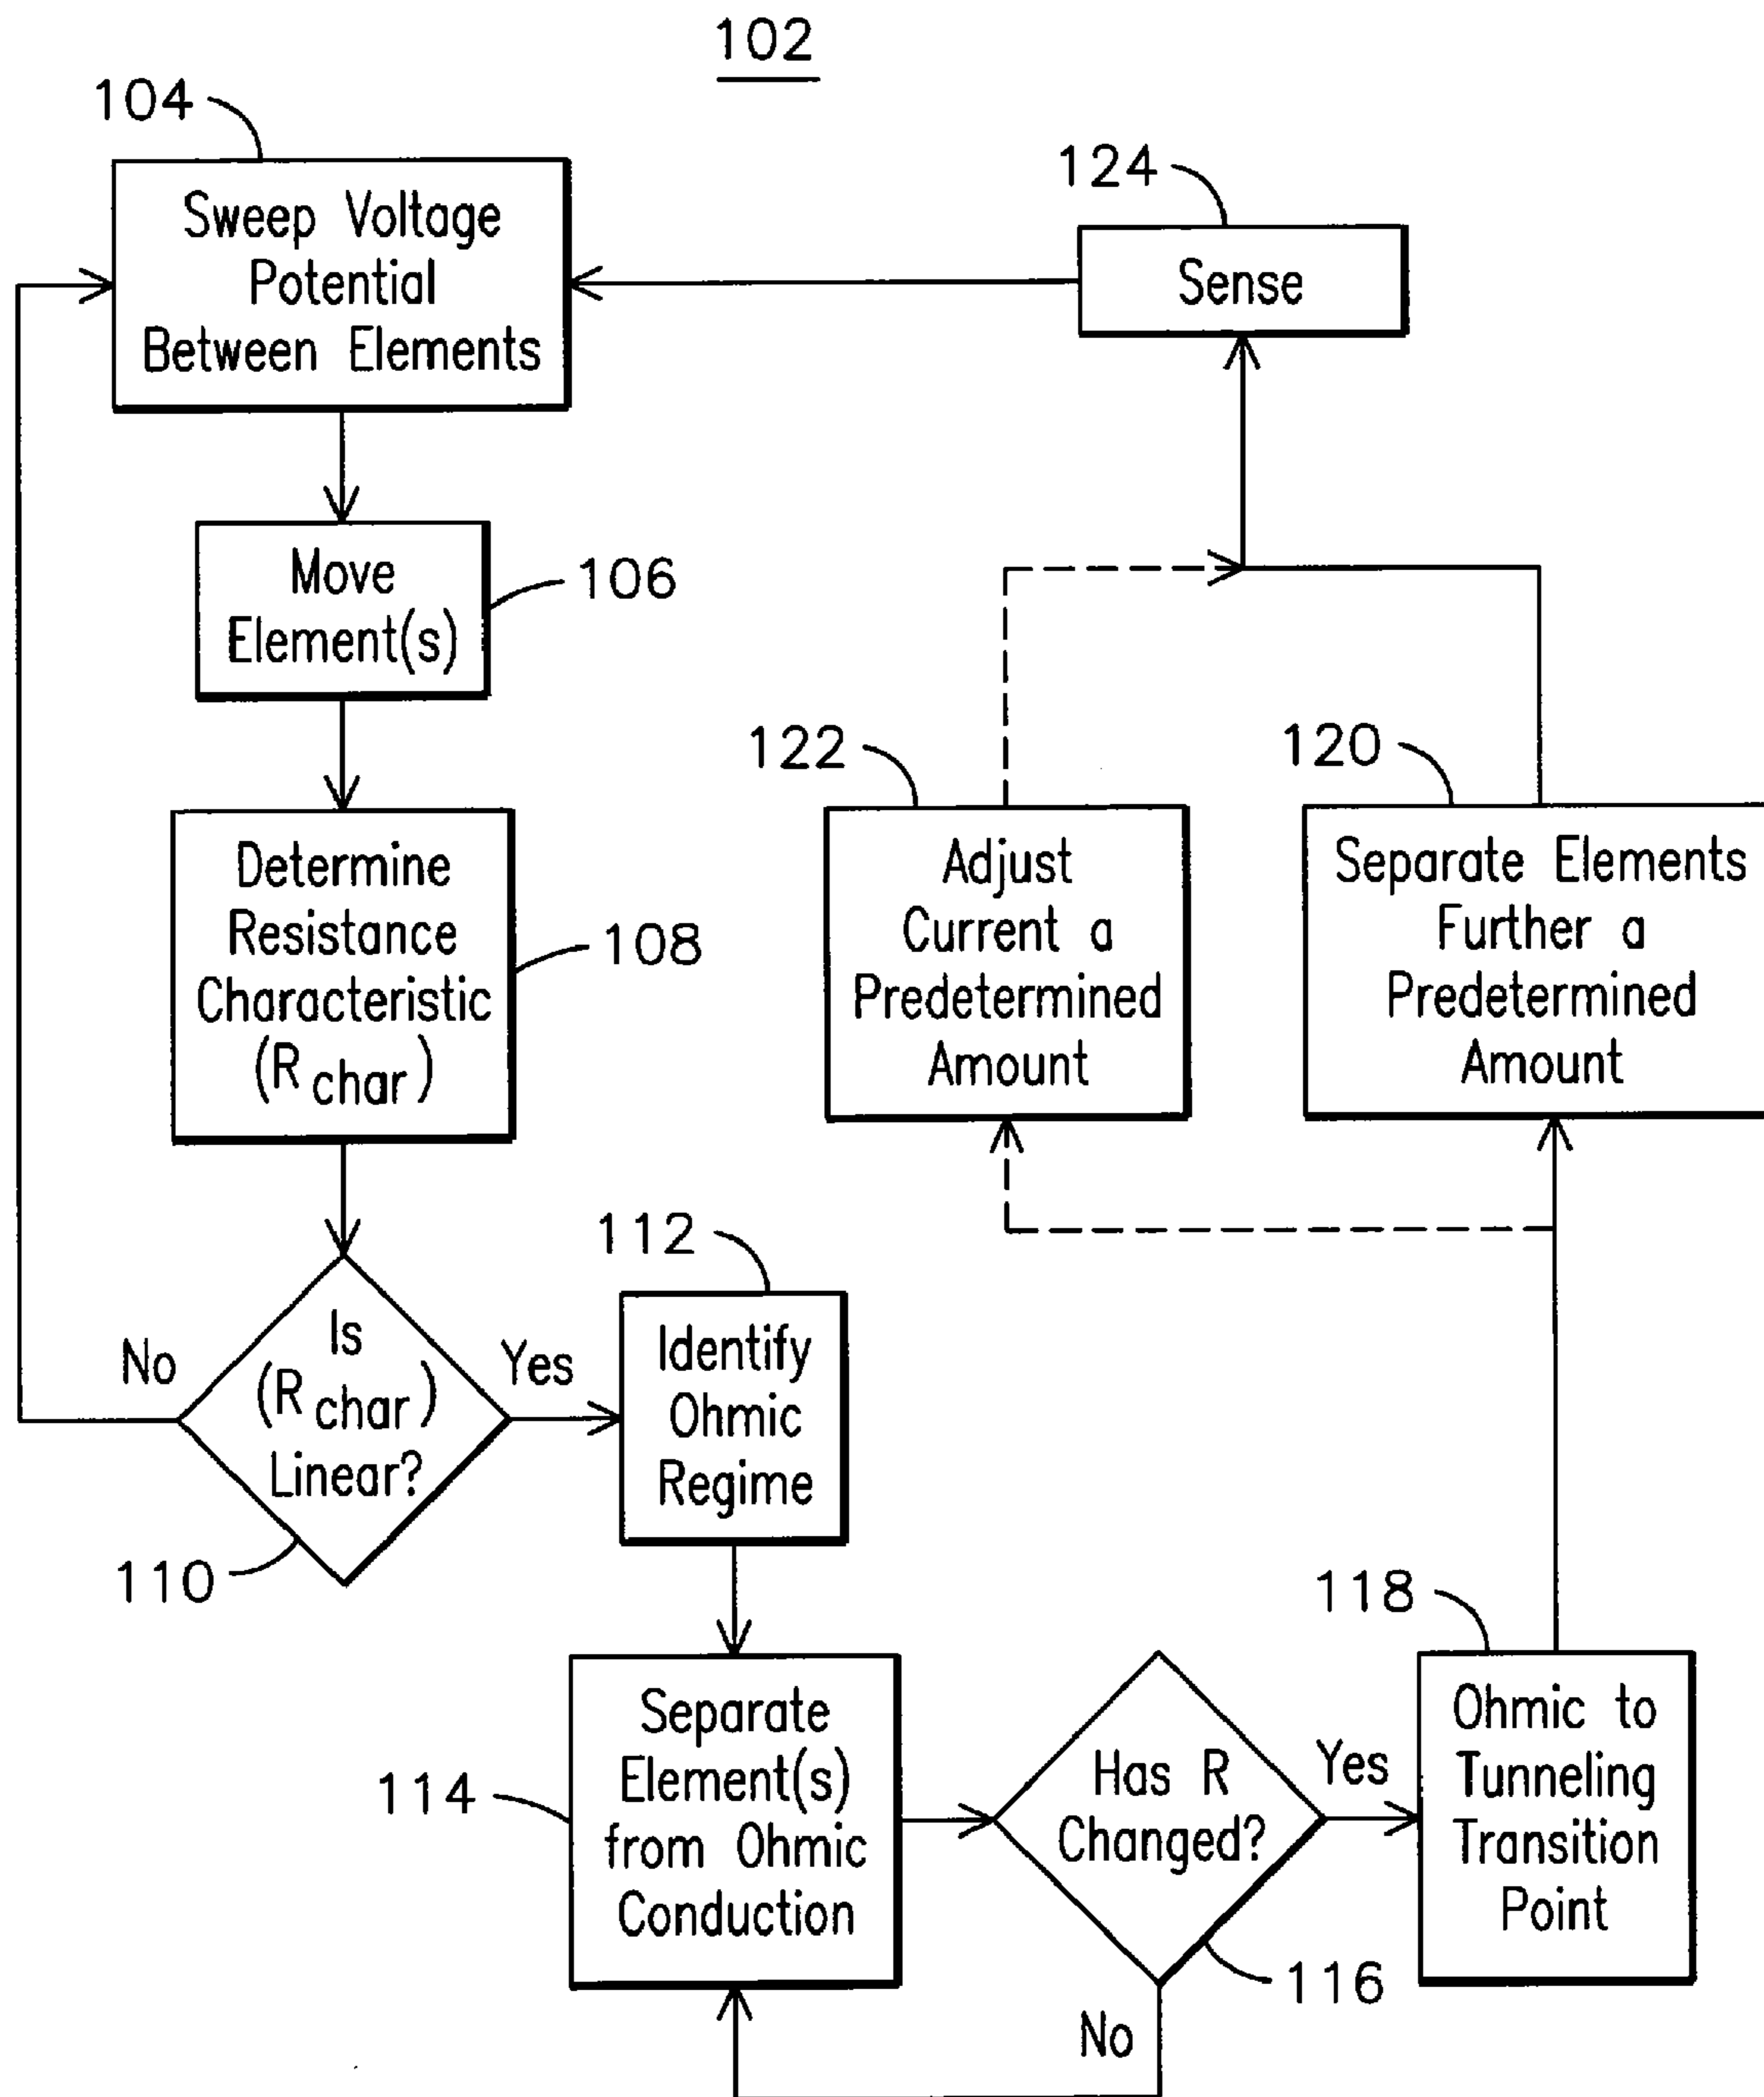 102
104
Sweep Voltage
Potential
Between Elements
124
Sense
Move
Element(s)
106
Determine
Resistance
Characteristic
(R char)
108
122
Adjust
Current a
Predetermined
Amount
120
Separate Elements
Further a
Predetermined
Amount
Is
(R char)
Linear?
No
Yes
110
112
Identify
Ohmic
Regime
114
Separate
Element(s)
from Ohmic
Conduction
Has R
Changed?
Yes
No
116
118
Ohmic to
Tunneling
Transition
Point